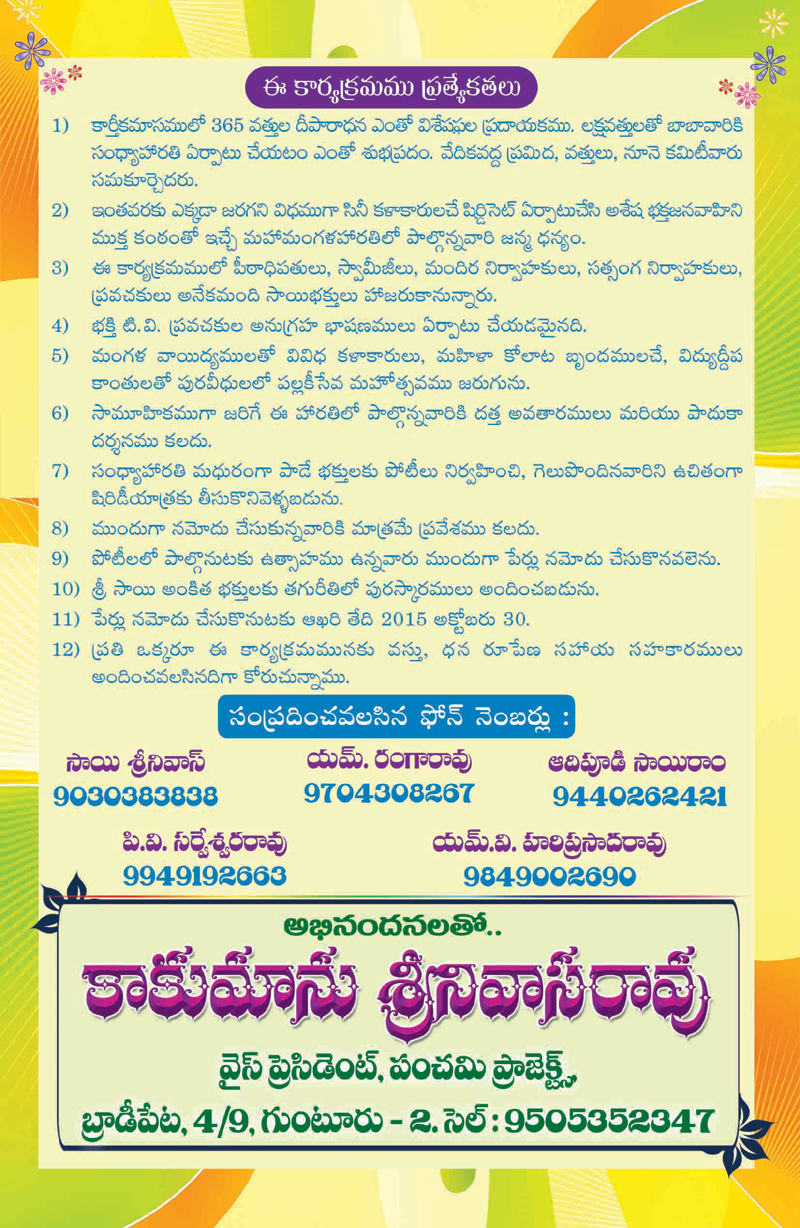 ఈ కార్యక్రమము ప్రత్యేకతలు
1) కార్తీకమాసములో 365 వత్తుల దీపారాధన ఎంతో విశేషఫల ప్రదాయకము. లక్షవత్తులతో బాబావారికి
సంధ్యాహారతి ఏర్పాటు చేయటం ఎంతో శుభప్రదం. వేదికవద్ద ప్రమిద, వత్తులు, నూనె కమిటీవారు
సమకూర్చెదరు.
2) ఇంతవరకు ఎక్కడా జరగని విధముగా సినీ కళాకారులచే షిర్డిసెట్ ఏర్పాటుచేసి అశేష భక్తజనవాహిని
ముక్త కంఠంతో ఇచ్చే మహామంగళహారతిలో పాల్గొన్నవారి జన్మ ధన్యం.
3) ఈ కార్యక్రమములో పీఠాధిపతులు, స్వామీజీలు, మందిర నిర్వాహకులు, సత్సంగ నిర్వాహకులు,
ప్రవచకులు అనేకమంది సాయిభక్తులు హాజరుకానున్నారు.
4) భక్తి టి.వి. ప్రవచకుల అనుగ్రహ భాషణములు ఏర్పాటు చేయడమైనది.
5) మంగళ వాయిద్యములతో వివిధ కళాకారులు, మహిళా కోలాట బృందములచే, విద్యుద్దీప
కాంతులతో పురవీధులలో పల్లకీసేవ మహోత్సవము జరుగును.
6) సామూహికముగా జరిగే ఈ హారతిలో పాల్గొన్నవారికి దత్త అవతారములు మరియు పాదుకా
దర్శనము కలదు.
7) సంధ్యాహారతి మధురంగా పాడే భక్తులకు పోటీలు నిర్వహించి, గెలుపొందినవారిని ఉచితంగా
షిరిడీయాత్రకు తీసుకొనివెళ్ళబడును.
8) ముందుగా నమోదు చేసుకున్నవారికి మాత్రమే ప్రవేశము కలదు.
9) పోటీలలో పాల్గొనుటకు ఉత్సాహము ఉన్నవారు ముందుగా పేర్లు నమోదు చేసుకొనవలెను.
10) శ్రీ సాయి అంకిత భక్తులకు తగురీతిలో పురస్కారములు అందించబడును.
11) పేర్లు నమోదు చేసుకొనుటకు ఆఖరి తేది 2015 అక్టోబరు 30.
12) ప్రతి ఒక్కరూ ఈ కార్యక్రమమునకు వస్తు, ధన రూపేణ సహాయ సహకారములు
అందించవలసినదిగా కోరుచున్నాము.
సంప్రదించవలసిన ఫోన్ నెంబర్లు :
సాయి శ్రీనివాస్ యమ్. రంగారావు ఆదిపూడి సాయిరాం
9030383838 9704308267 9440262421
పి.వి. సర్వేశ్వరరావు యమ్.వి. హరిప్రసాదరావు
9949192663 9849002690
అభినందనలతో..
కాకుమాను శ్రీనివాసరావు
వైస్ ప్రెసిడెంట్, పంచమి ప్రాజెక్ట్స్,
బ్రాడీపేట, 4/9, గుంటూరు - 2. సెల్ : 9505352347